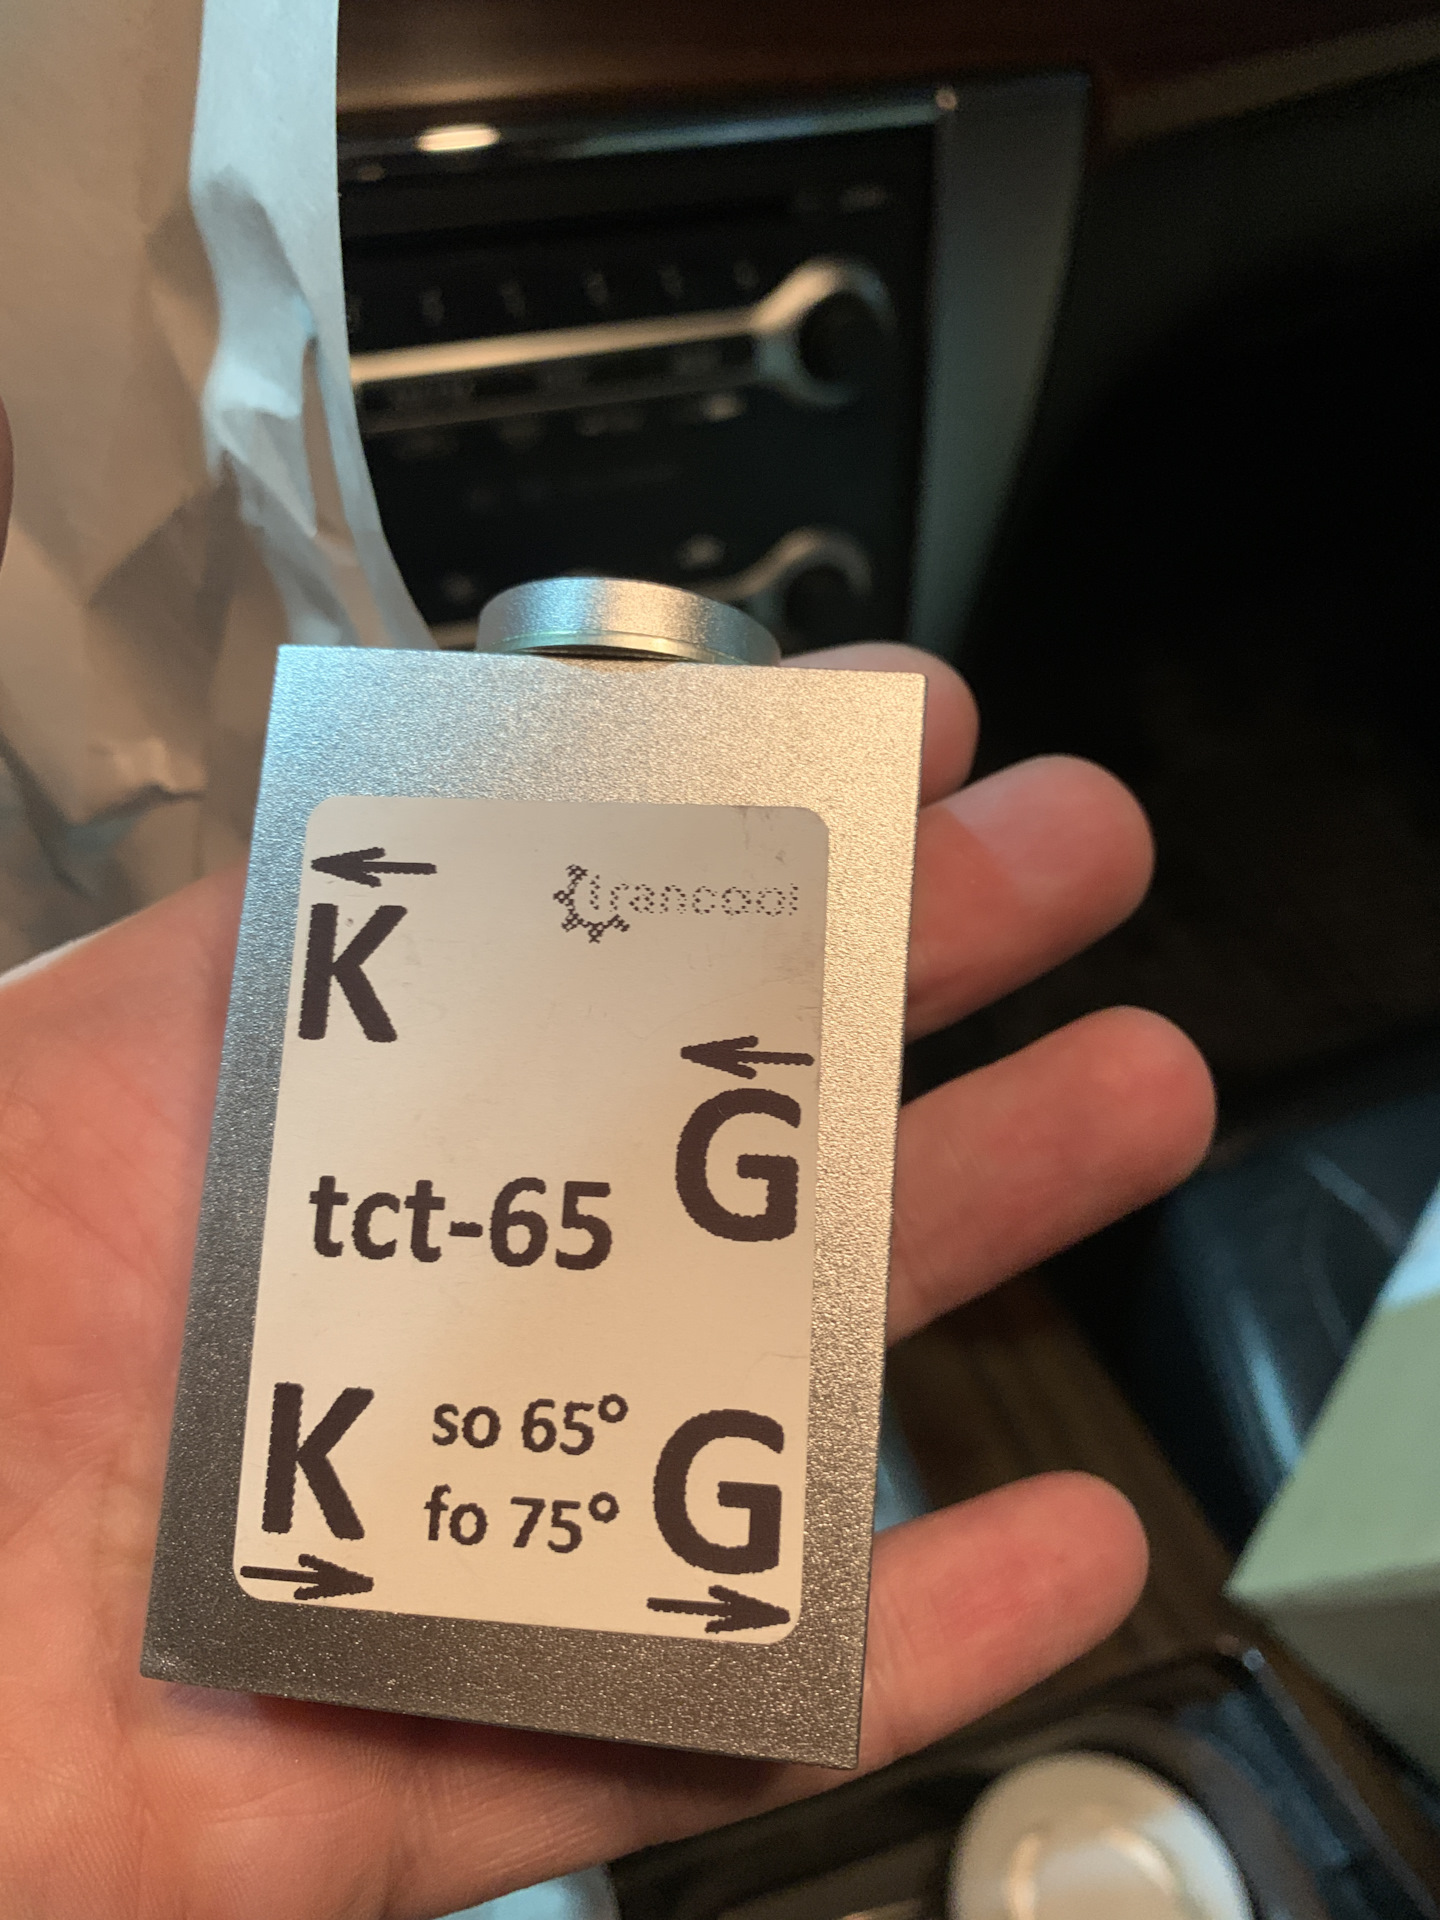 trancool
K
G
tct-65
K so 65° G
fo 75°